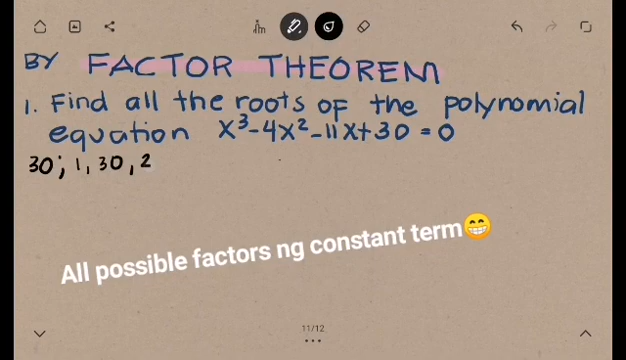 BY FACTOR THEOREM
1. Find all the roots of the polynomial
equation x³-4x²-11x+30 = 0
30; 1, 30, 2
All possible factors ng constant term😁
11/12